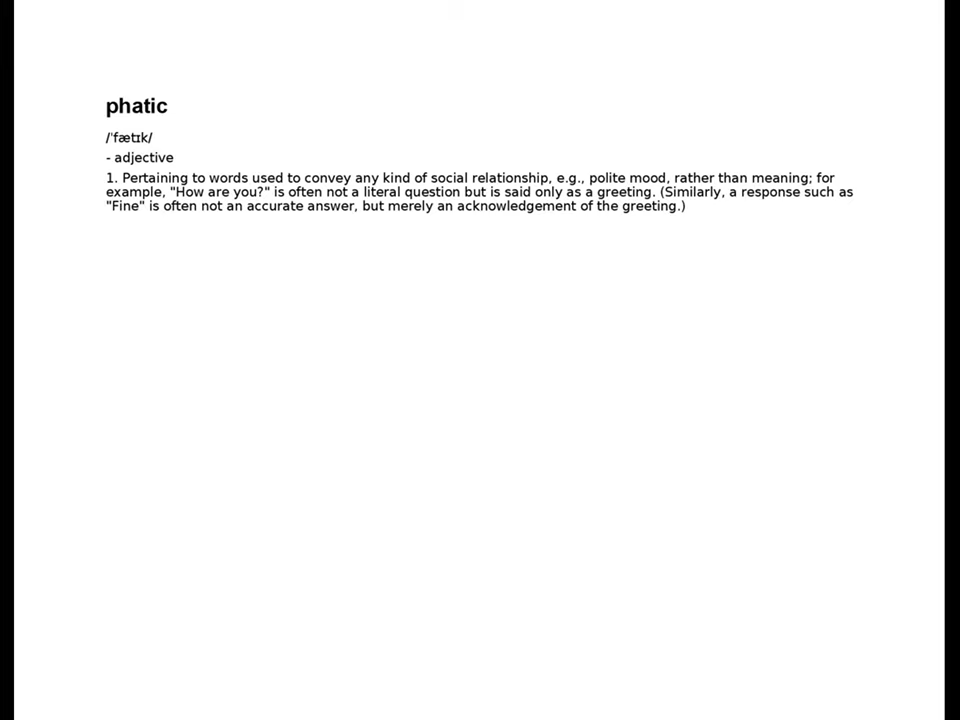 phatic
/ˈfætɪk/
- adjective
1. Pertaining to words used to convey any kind of social relationship, e.g., polite mood, rather than meaning; for
example, "How are you?" is often not a literal question but is said only as a greeting. (Similarly, a response such as
"Fine" is often not an accurate answer, but merely an acknowledgement of the greeting.)